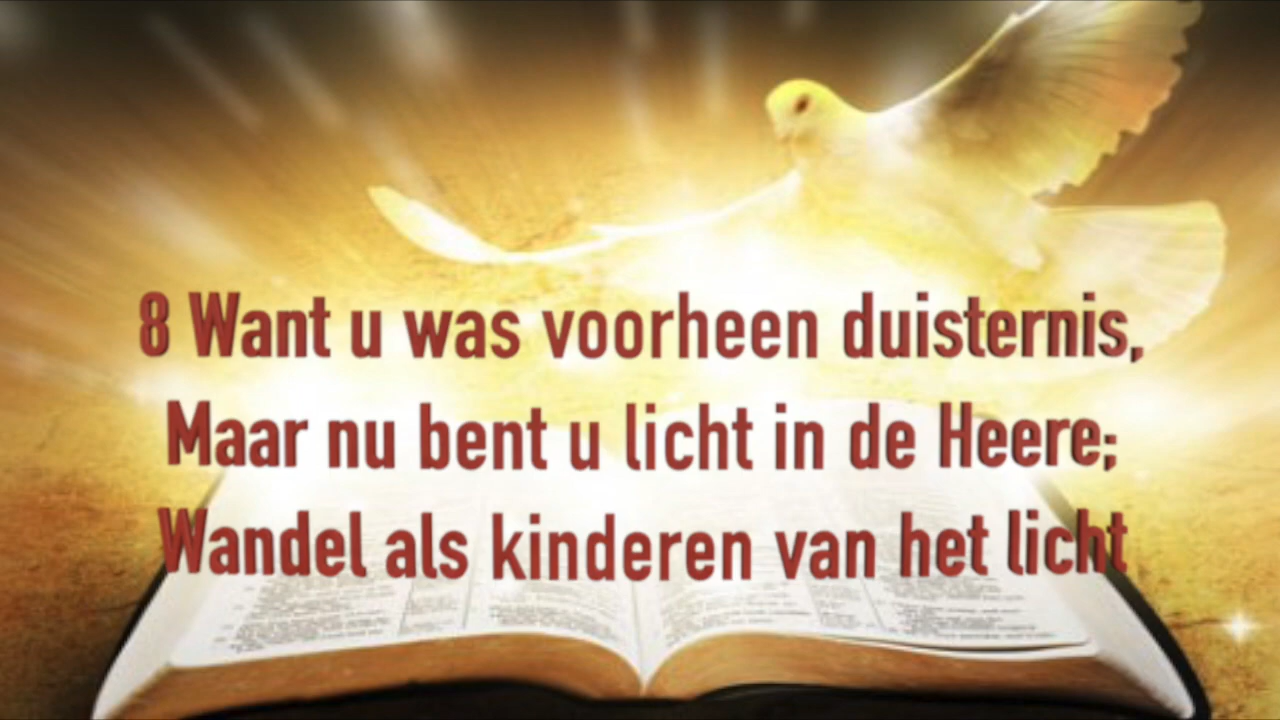 8 Want u was voorheen duisternis,
Maar nu bent u licht in de Heere;
Wandel als kinderen van het licht